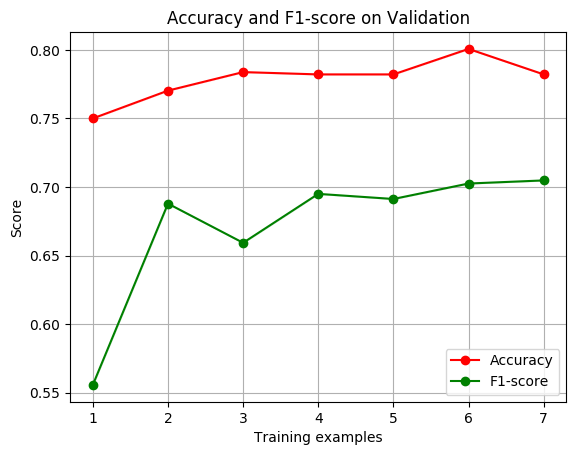 Accuracy and F1-score on Validation
0.80
0.75
0.70
0.65
0.60
0.55
Score
1 2 3 4 5 6 7
Training examples
Accuracy
F1-score